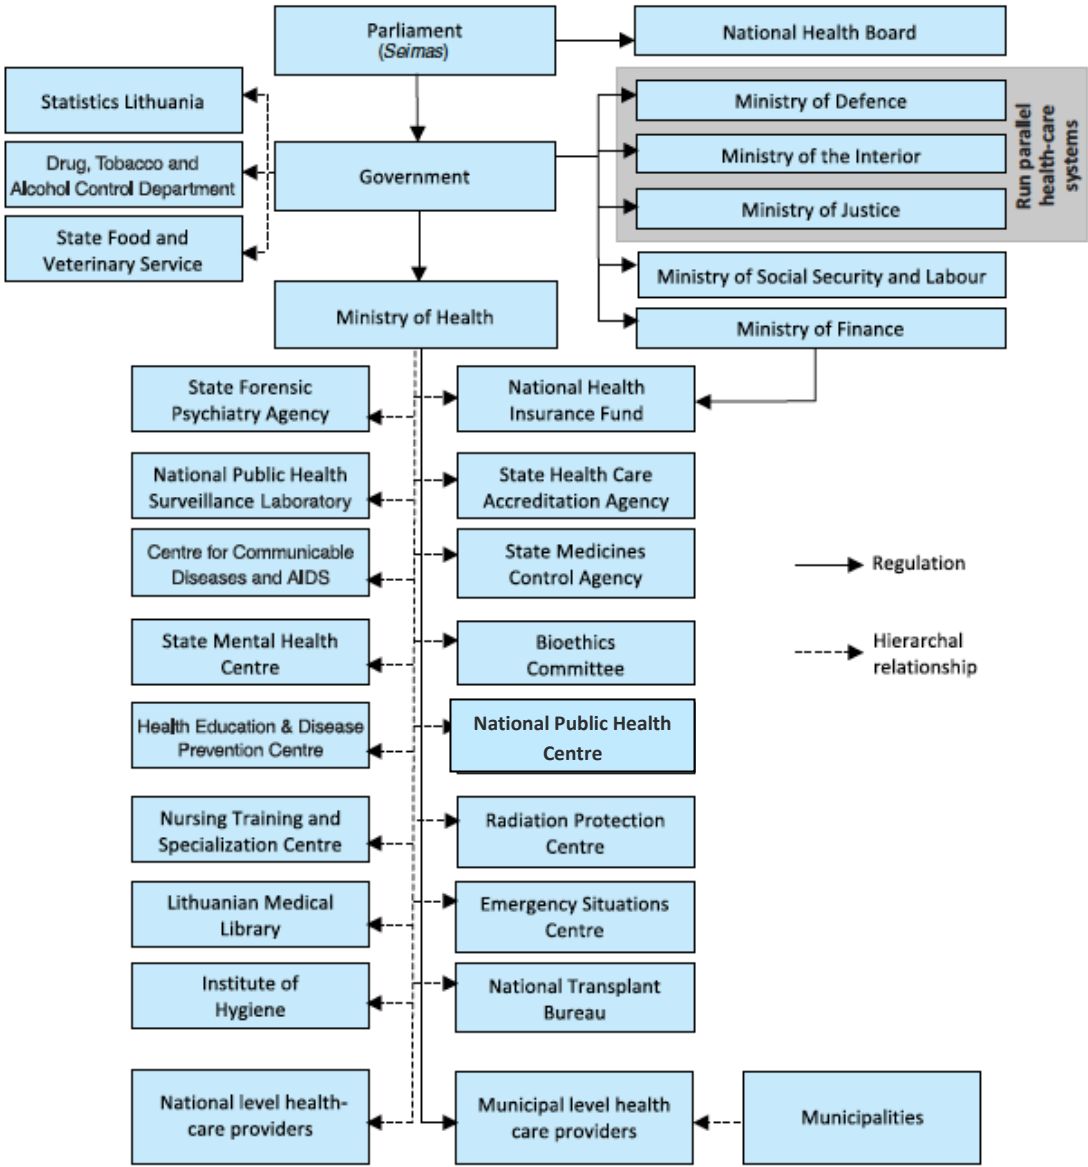 Parliament
(Seimas)
National Health Board
Statistics Lithuania
Ministry of Defence
Run parallel
health-care
systems
Drug, Tobacco and
Alcohol Control Department
Government
Ministry of the Interior
Ministry of Justice
State Food and
Veterinary Service
Ministry of Social Security and Labour
Ministry of Health
Ministry of Finance
State Forensic
Psychiatry Agency
National Health
Insurance Fund
National Public Health
Surveillance Laboratory
State Health Care
Accreditation Agency
Centre for Communicable
Diseases and AIDS
State Medicines
Control Agency
Regulation
State Mental Health
Centre
Bioethics
Committee
Hierarchal
relationship
Health Education & Disease
Prevention Centre
National Public Health
Centre
Nursing Training and
Specialization Centre
Radiation Protection
Centre
Lithuanian Medical
Library
Emergency Situations
Centre
Institute of
Hygiene
National Transplant
Bureau
National level health-
care providers
Municipal level health
care providers
Municipalities